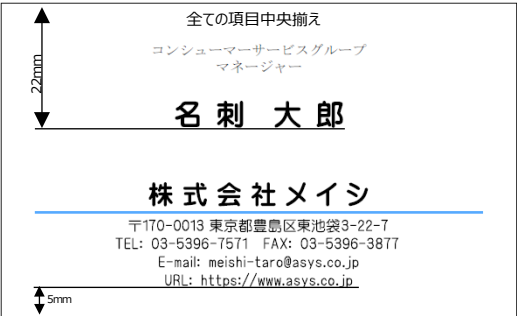 全ての項目中央揃え
コンシューマーサービスグループ
マネージャー
22mm
名刺 大郎
株式会社メイシ
〒170-0013 東京都豊島区東池袋3-22-7
TEL: 03-5396-7571 FAX: 03-5396-3877
E-mail: meishi-taro@asys.co.jp
URL: https://www.asys.co.jp
5mm